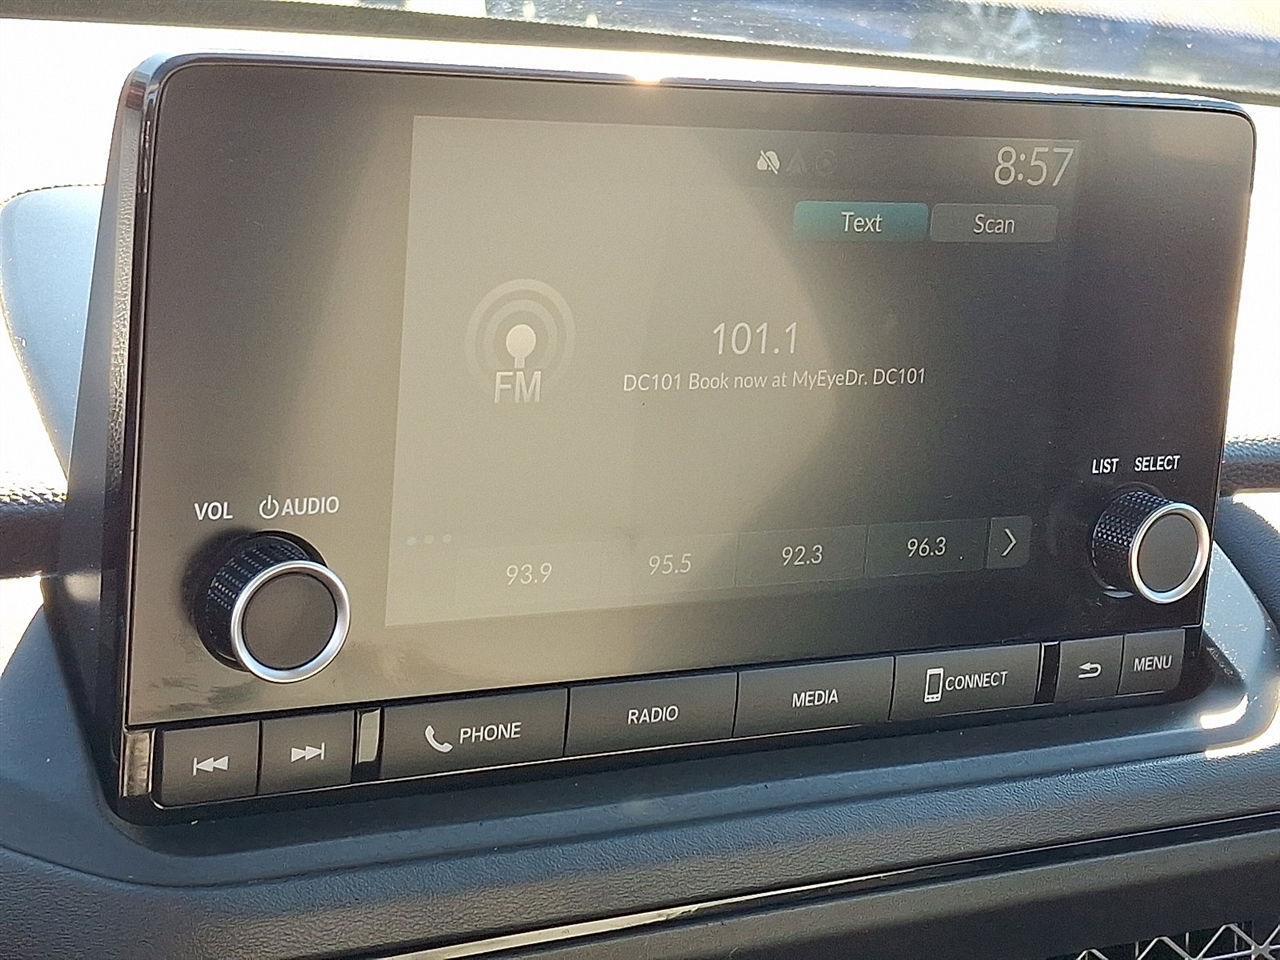 8:57
Text Scan
FM
101.1
DC101 Book now at MyEyeDr. DC101
93.9 95.5 92.3 96.3
VOL AUDIO
LIST SELECT
PHONE RADIO MEDIA CONNECT MENU